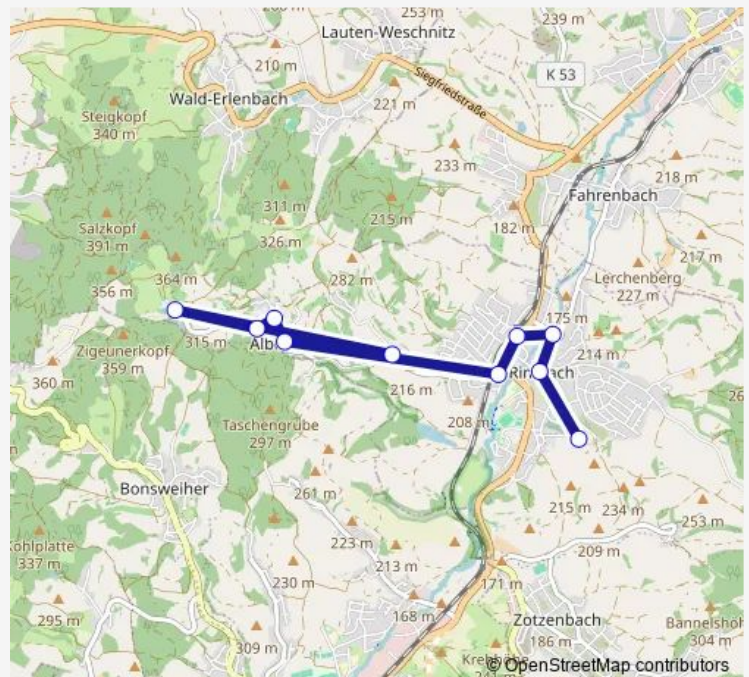 253 m
239 m
Lauten-Weschnitz
210 m
K 53
Siegfriedstraße
Wald-Erlenbach
221 m
Steigkopf
340 m
233 m
218 m
Fahrenbach
311 m
215 m
182 m
Salzkopf
391 m
326 m
217 m
364 m
282 m
Lerchenberg
227 m
356 m
175 m
315 m
Zigeunerkopf
359 m
214 m
360 m
216 m
208 m
Taschengrube
297 m
Bonsweiher
261 m
215 m
234 m
253 m
223 m
213 m
209 m
Kohlplatte
337 m
230 m
171 m
295 m
168 m
Zotzenbach
186 m
304 m
309 m
© OpenStreetMap contributors